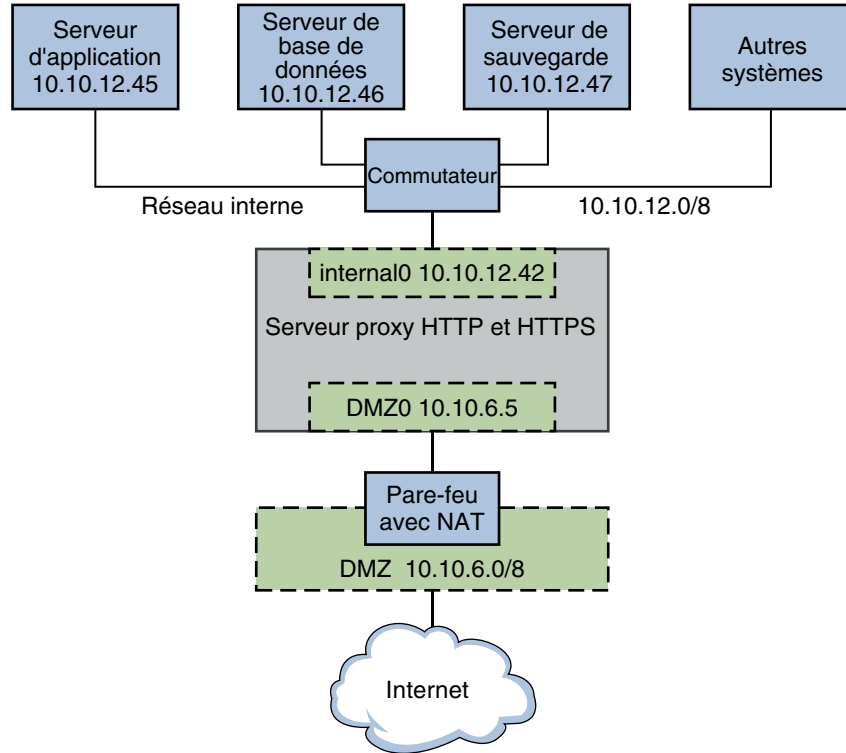 Serveur
d'application
10.10.12.45
Serveur de
base de
données
10.10.12.46
Serveur de
sauvegarde
10.10.12.47
Autres
systèmes
Commutateur
Réseau interne
10.10.12.0/8
internal0 10.10.12.42
Serveur proxy HTTP et HTTPS
DMZ0 10.10.6.5
Pare-feu
avec NAT
DMZ 10.10.6.0/8
Internet